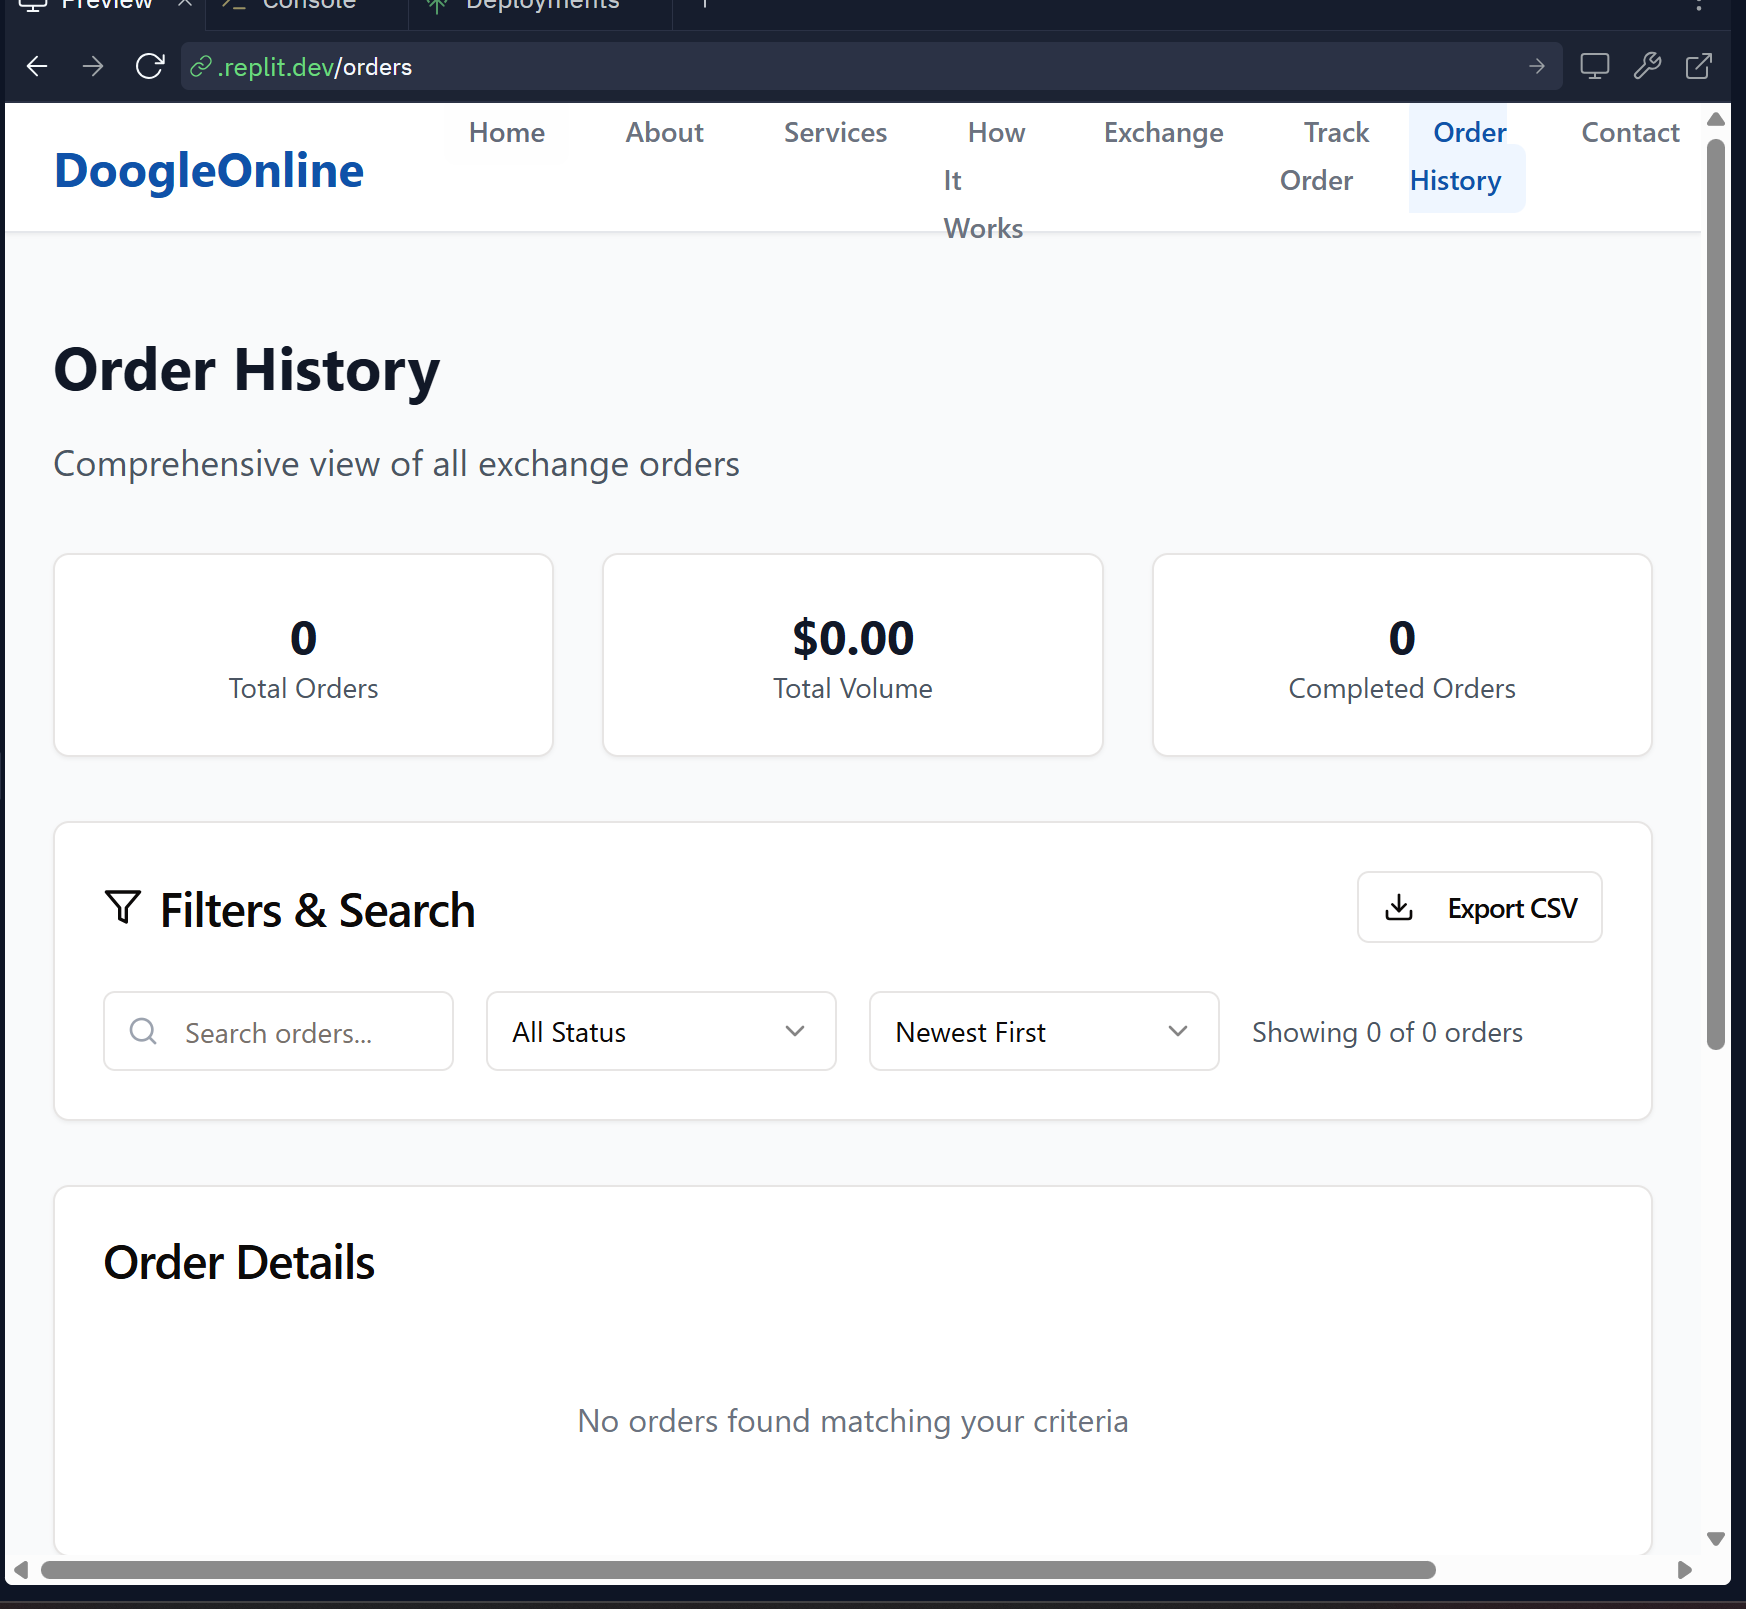 Preview
Console
Deployments
.replit.dev/orders
DoogleOnline
Home
About
Services
How
It
Works
Exchange
Track
Order
Order
History
Contact
Order History
Comprehensive view of all exchange orders
0
Total Orders
$0.00
Total Volume
0
Completed Orders
Filters & Search
Export CSV
Search orders...
All Status
Newest First
Showing 0 of 0 orders
Order Details
No orders found matching your criteria